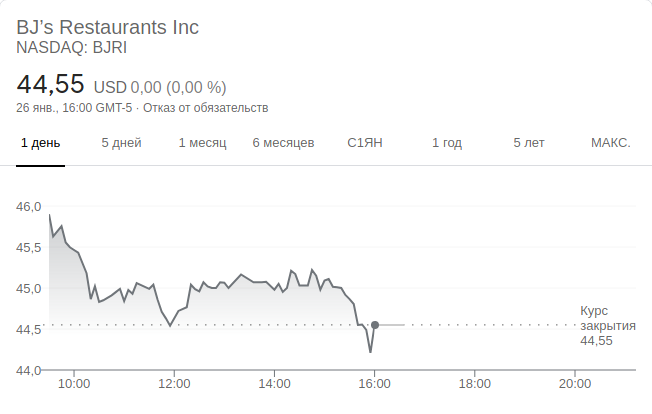 BJ’s Restaurants Inc
NASDAQ: BJRI
44,55 USD 0,00 (0,00 %)
26 янв., 16:00 GMT-5 · Отказ от обязательств
1 день 5 дней 1 месяц 6 месяцев С1ЯН 1 год 5 лет МАКС.
46,0
45,5
45,0
44,5
44,0
Курс
закрытия
44,55
10:00 12:00 14:00 16:00 18:00 20:00